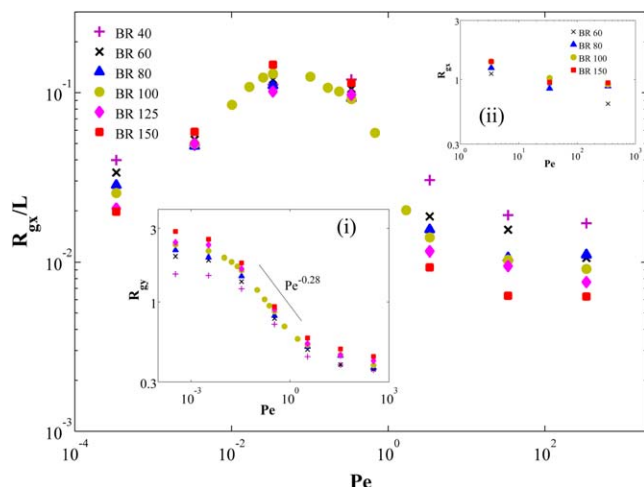 BR 40
BR 60
BR 80
BR 100
BR 125
BR 150
(ii)
BR 60
BR 80
BR 100
BR 150
R_gx
3
1
0.3
10^0
10^1
10^2
10^3
Pe
R_gx/L
10^-1
10^-2
10^-3
(i)
Pe^-0.28
R_gy
3
1
0.3
10^-3
10^0
10^3
Pe
10^-4
10^-2
10^0
10^2
Pe